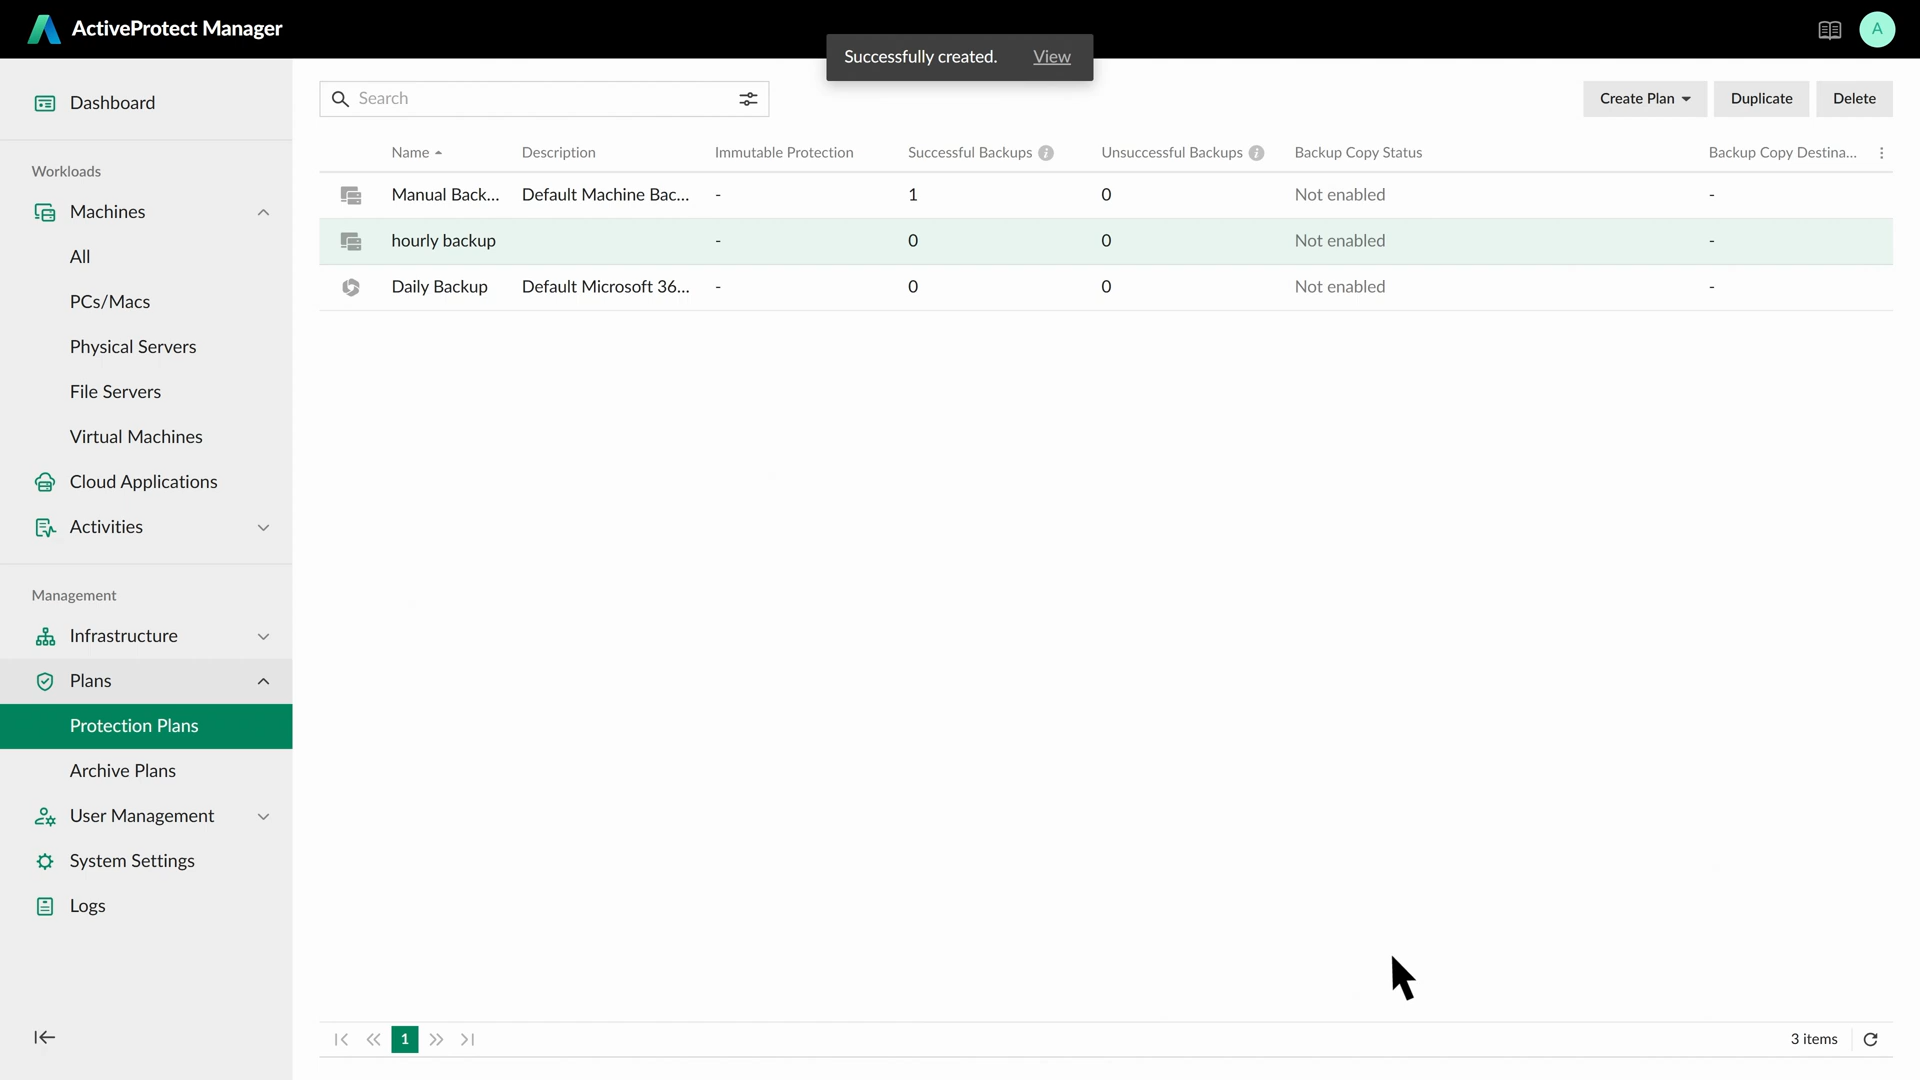 ActiveProtect Manager
A
Successfully created. View
Dashboard
Search
Create Plan
Duplicate
Delete
Workloads
Machines
All
PCs/Macs
Physical Servers
File Servers
Virtual Machines
Cloud Applications
Activities
Management
Infrastructure
Plans
Protection Plans
Archive Plans
User Management
System Settings
Logs
Name Description Immutable Protection Successful Backups Unsuccessful Backups Backup Copy Status Backup Copy Destina...
Manual Back... Default Machine Bac... - 1 0 Not enabled -
hourly backup - 0 0 Not enabled -
Daily Backup Default Microsoft 36... - 0 0 Not enabled -
1
3 items